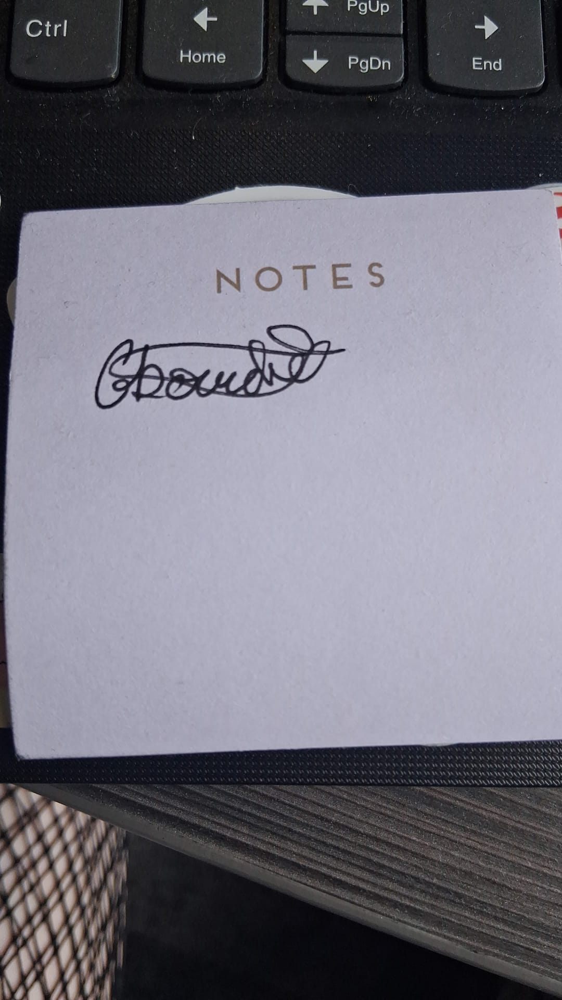 Ctrl
←
Home
↑ PgUp
↓ PgDn
→
End
NOTES